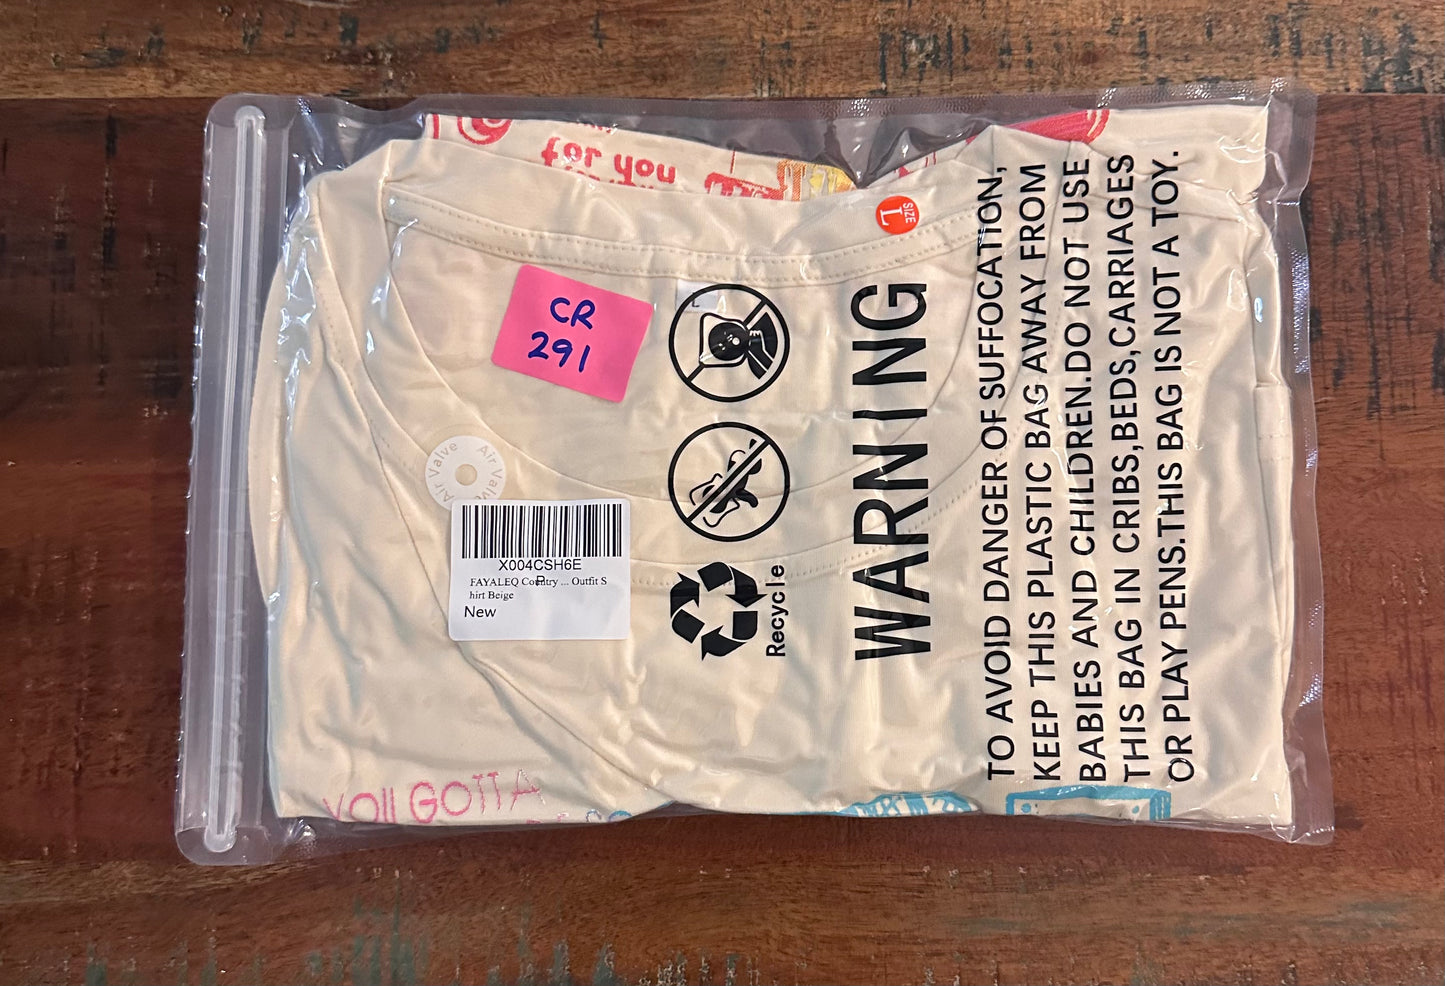 for you
SIZE
L
CR
291
L
Air Valve Air Valve
X004CSH6E
P
FAYALEQ Country ... Outfit S
hirt Beige
New
Recycle
WARNING
TO AVOID DANGER OF SUFFOCATION,
KEEP THIS PLASTIC BAG AWAY FROM
BABIES AND CHILDREN.DO NOT USE
THIS BAG IN CRIBS,BEDS,CARRIAGES
OR PLAY PENS.THIS BAG IS NOT A TOY.
YOU GOTTA